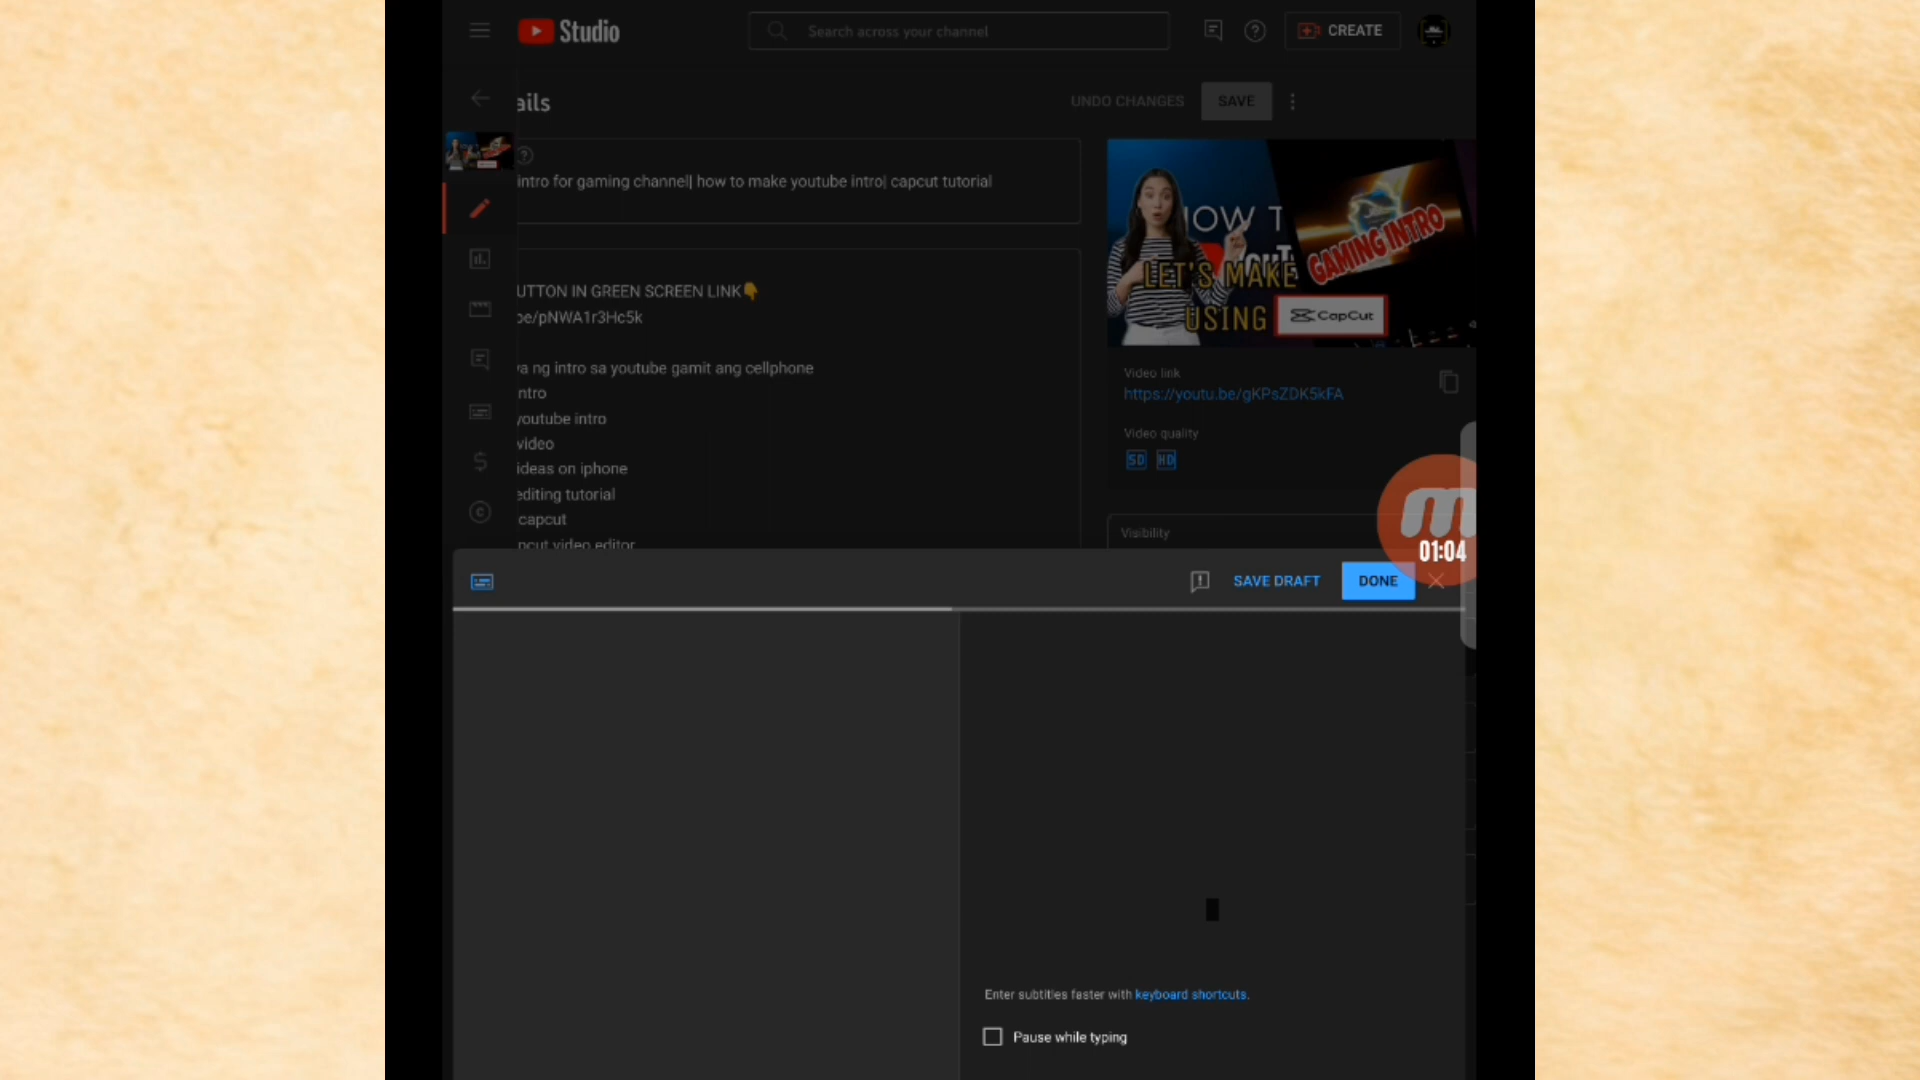 Studio
Search across your channel
CREATE
ails
UNDO CHANGES
SAVE
intro for gaming channel| how to make youtube intro| capcut tutorial
UTTON IN GREEN SCREEN LINK👇
be/pNWA1r3Hc5k
ya ng intro sa youtube gamit ang cellphone
ntro
youtube intro
video
ideas on iphone
editing tutorial
capcut
pcut video editor
HOW T
LET'S MAKE
USING
CapCut
GAMING INTRO
Video link
https://youtu.be/gKPsZDK5kFA
Video quality
SD HD
Visibility
01:04
SAVE DRAFT
DONE
Enter subtitles faster with keyboard shortcuts.
Pause while typing